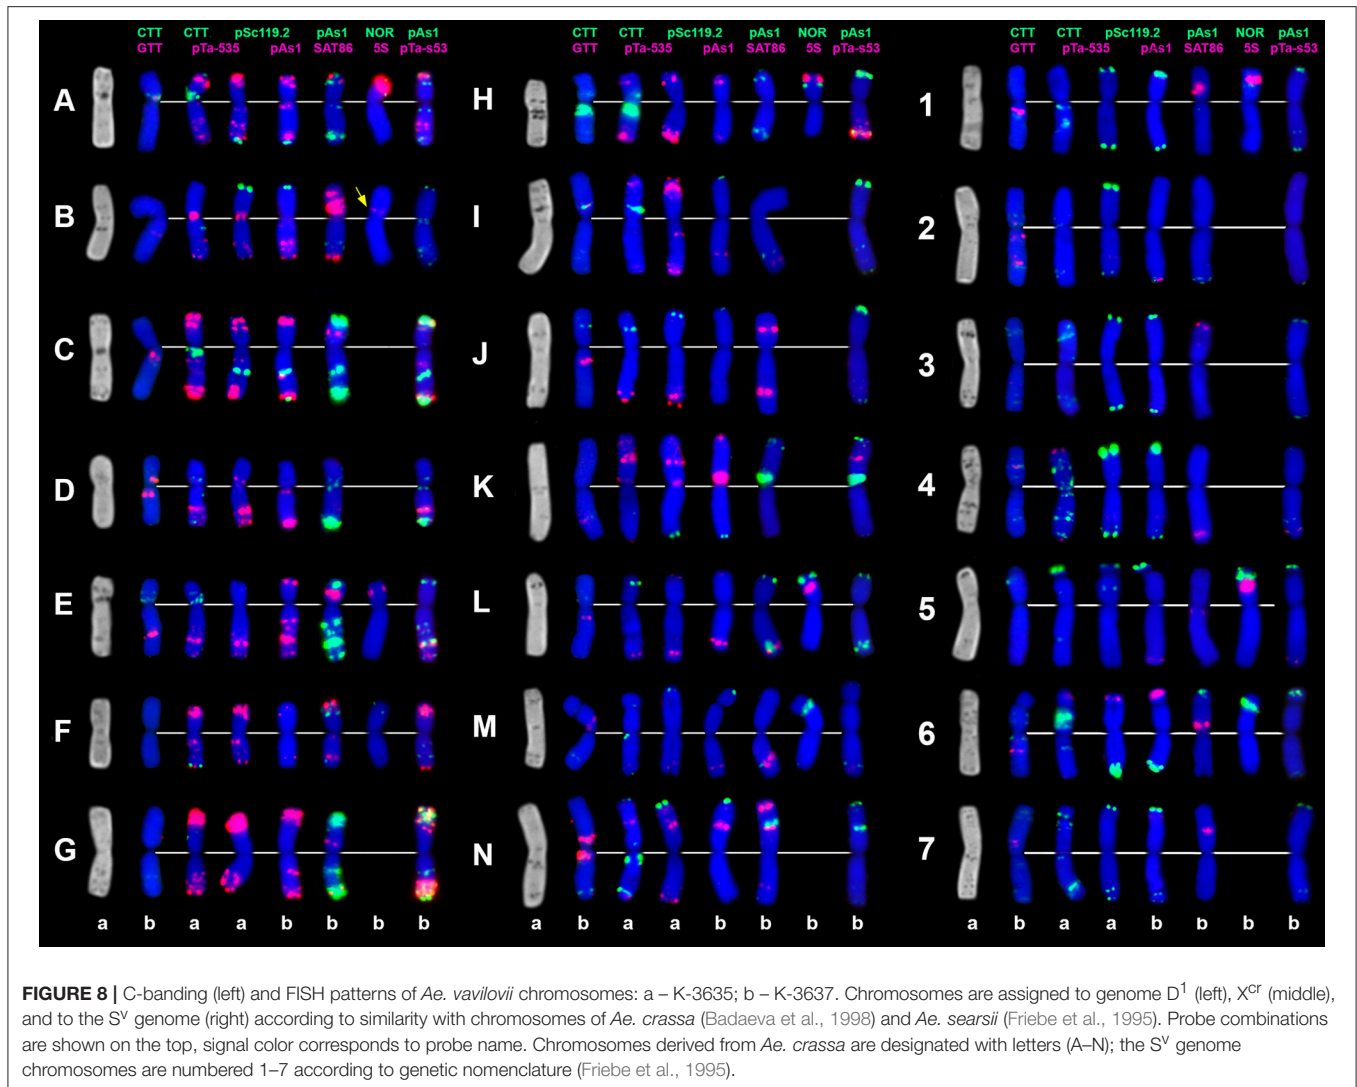 CTT CTT pSc119.2 pAs1 NOR pAs1
GTT pTa-535 pAs1 SAT86 5S pTa-s53
CTT CTT pSc119.2 pAs1 NOR pAs1
GTT pTa-535 pAs1 SAT86 5S pTa-s53
CTT CTT pSc119.2 pAs1 NOR pAs1
GTT pTa-535 pAs1 SAT86 5S pTa-s53
A H 1
B I 2
C J 3
D K 4
E L 5
F M 6
G N 7
a b a a b b b b a b a a b b b b a b a a b b b b
FIGURE 8 | C-banding (left) and FISH patterns of Ae. vavilovii chromosomes: a – K-3635; b – K-3637. Chromosomes are assigned to genome D¹ (left), Xᶜʳ (middle),
and to the Sᵛ genome (right) according to similarity with chromosomes of Ae. crassa (Badaeva et al., 1998) and Ae. searsii (Friebe et al., 1995). Probe combinations
are shown on the top, signal color corresponds to probe name. Chromosomes derived from Ae. crassa are designated with letters (A–N); the Sᵛ genome
chromosomes are numbered 1–7 according to genetic nomenclature (Friebe et al., 1995).